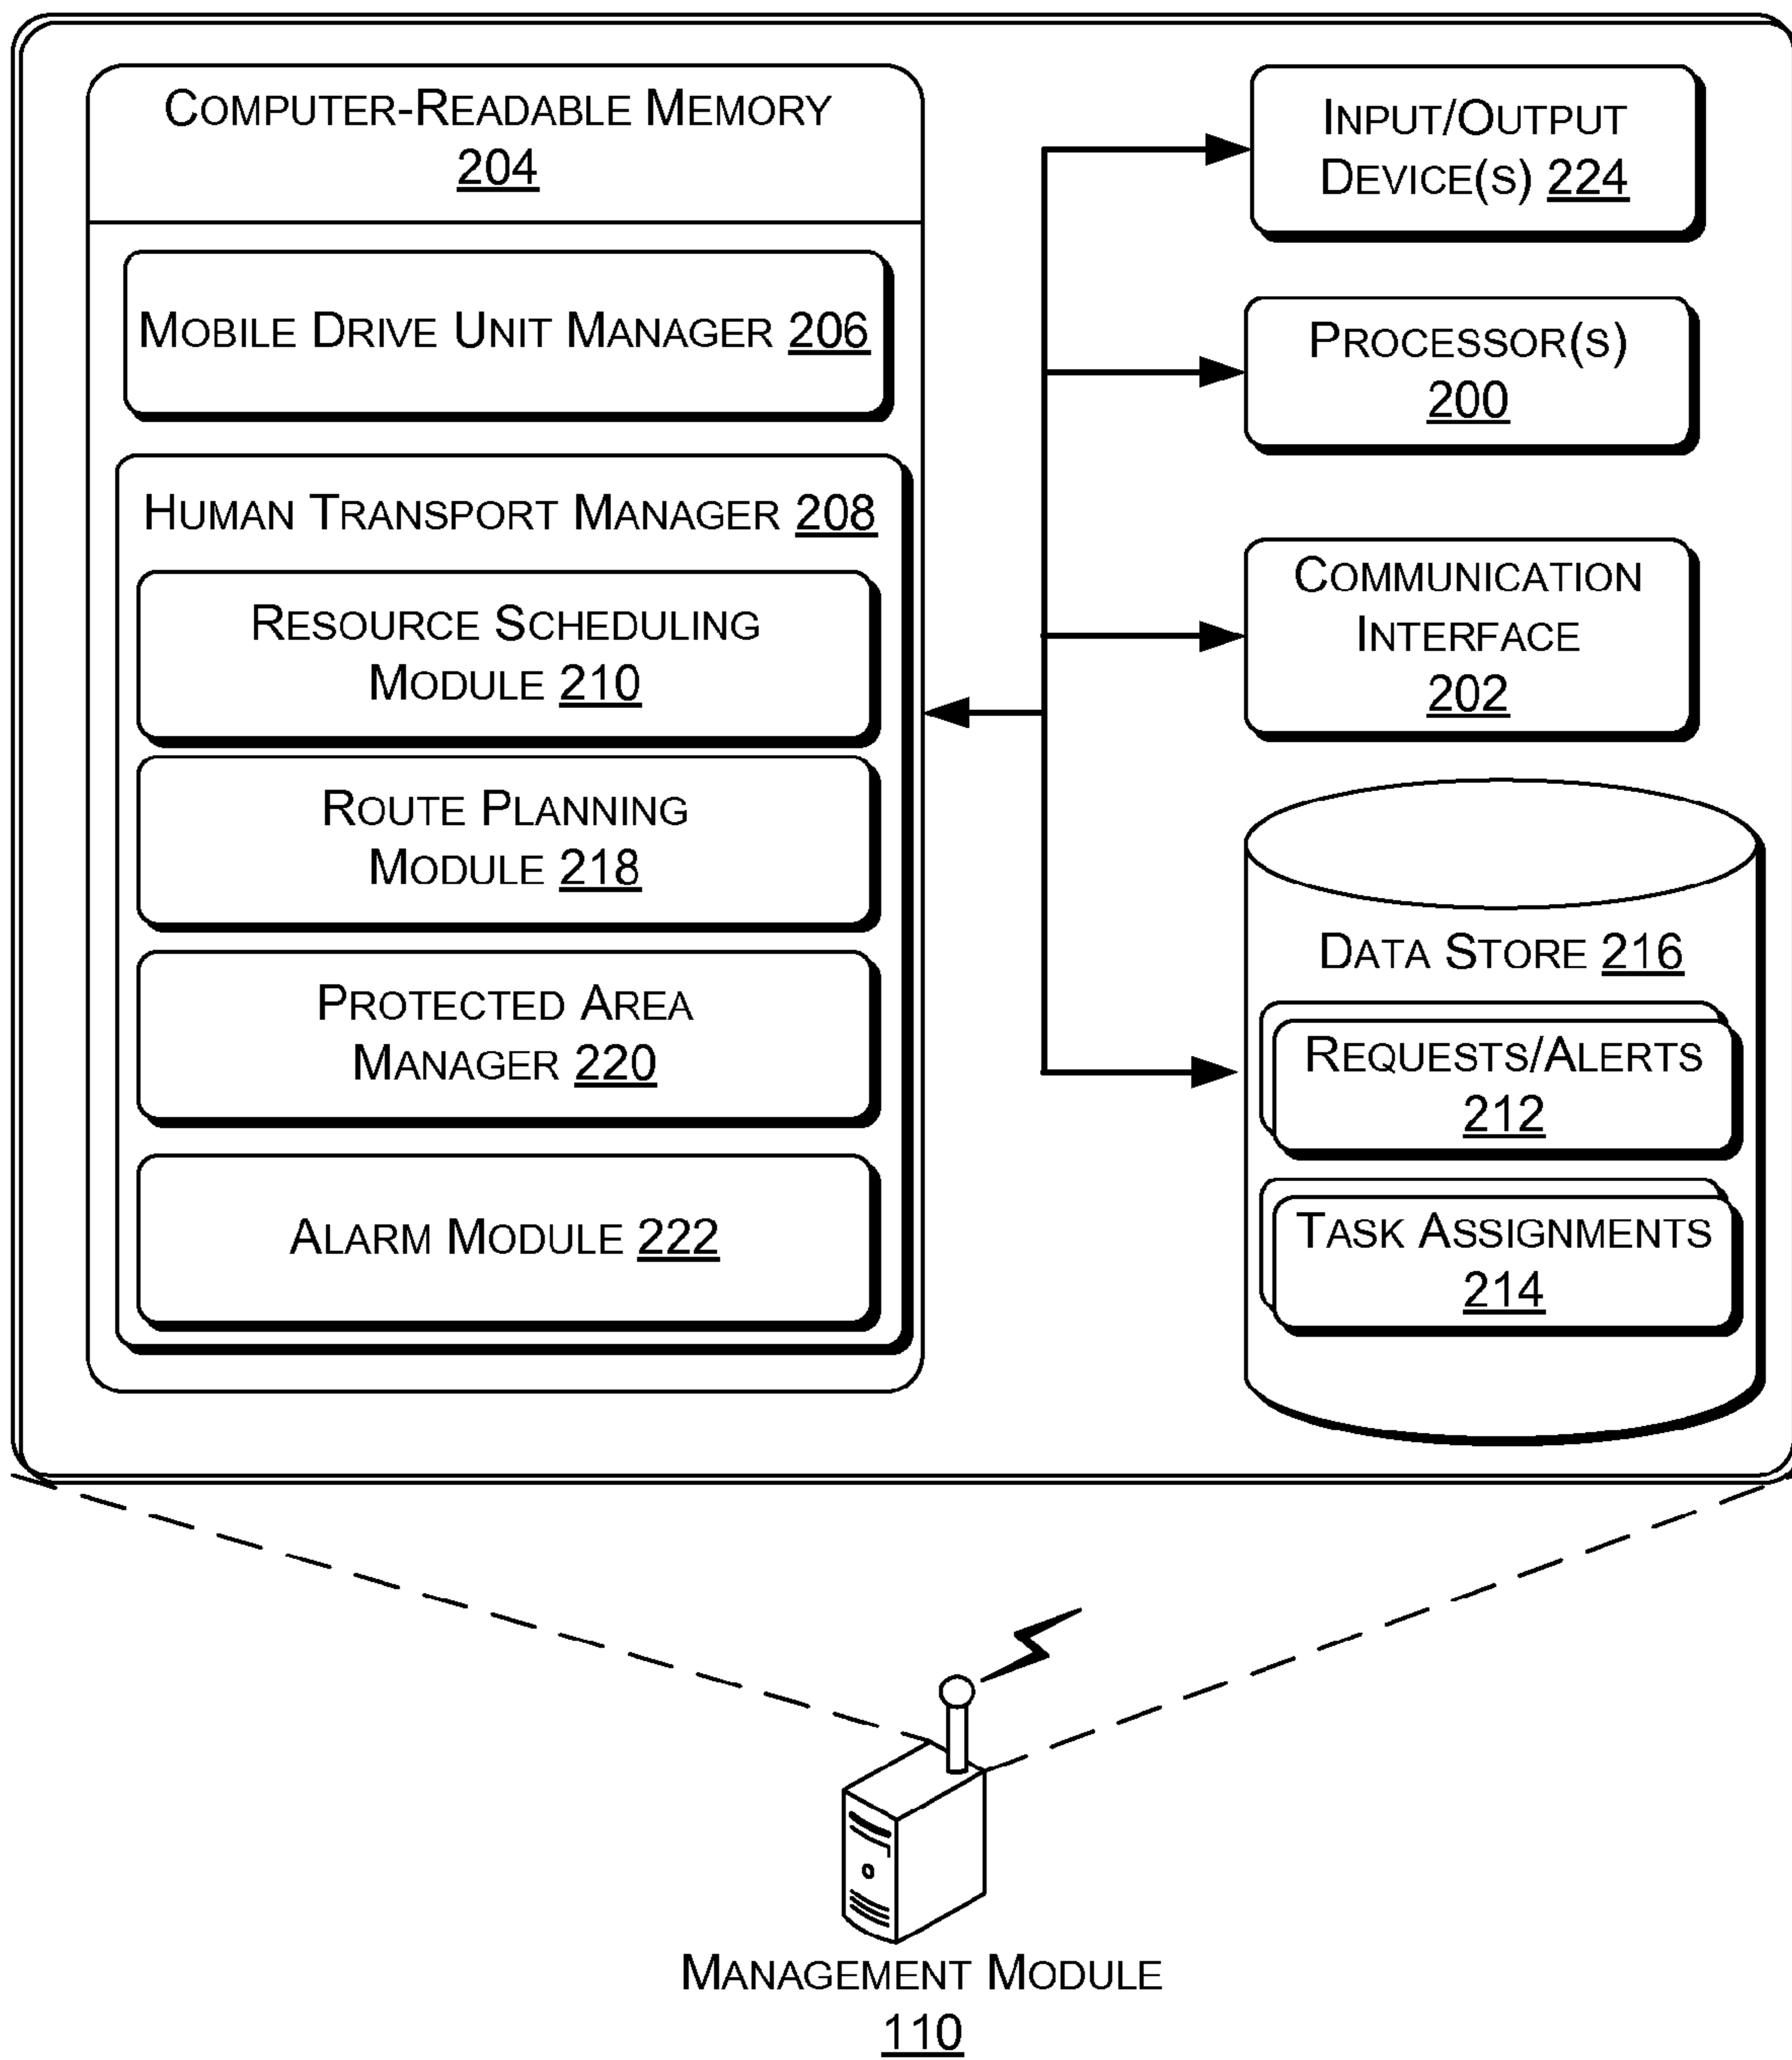 COMPUTER-READABLE MEMORY
204
MOBILE DRIVE UNIT MANAGER 206
HUMAN TRANSPORT MANAGER 208
RESOURCE SCHEDULING
MODULE 210
ROUTE PLANNING
MODULE 218
PROTECTED AREA
MANAGER 220
ALARM MODULE 222
INPUT/OUTPUT
DEVICE(S) 224
PROCESSOR(S)
200
COMMUNICATION
INTERFACE
202
DATA STORE 216
REQUESTS/ALERTS
212
TASK ASSIGNMENTS
214
MANAGEMENT MODULE
110